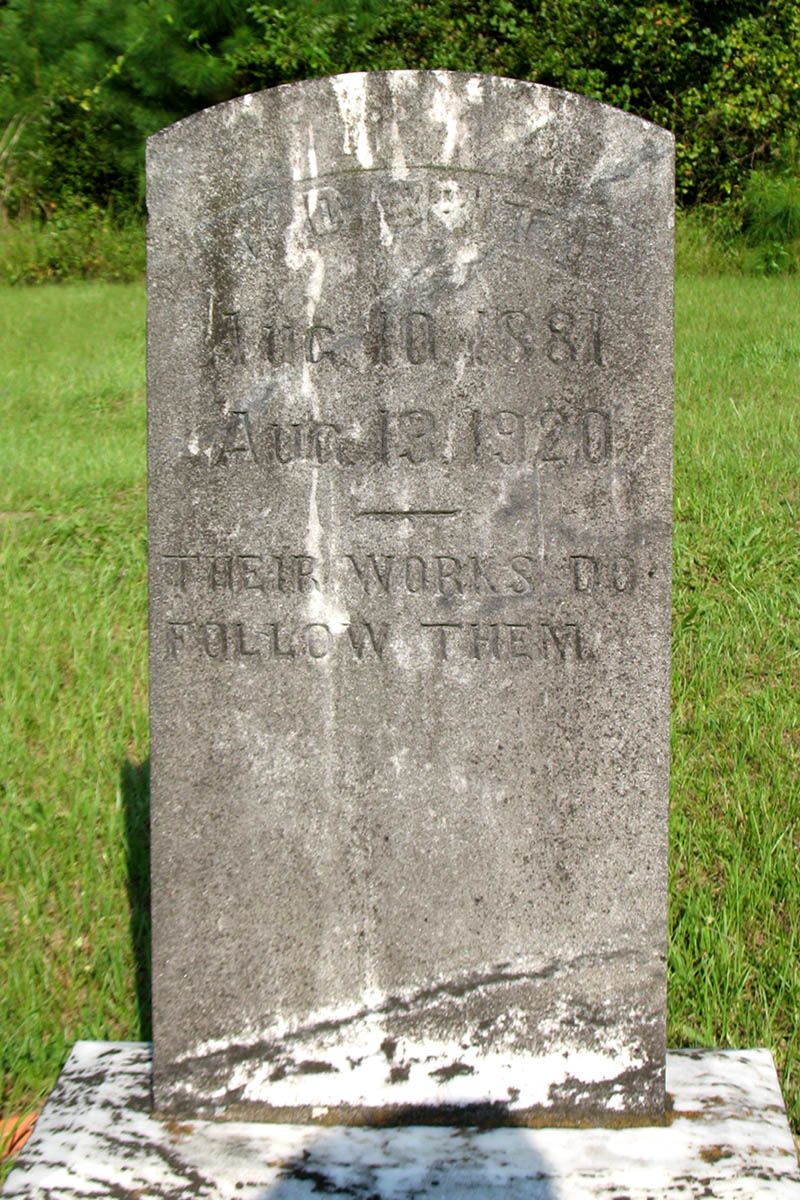 Aug. 10, 1881
Aug. 13, 1920
THEIR WORKS DO
FOLLOW THEM.